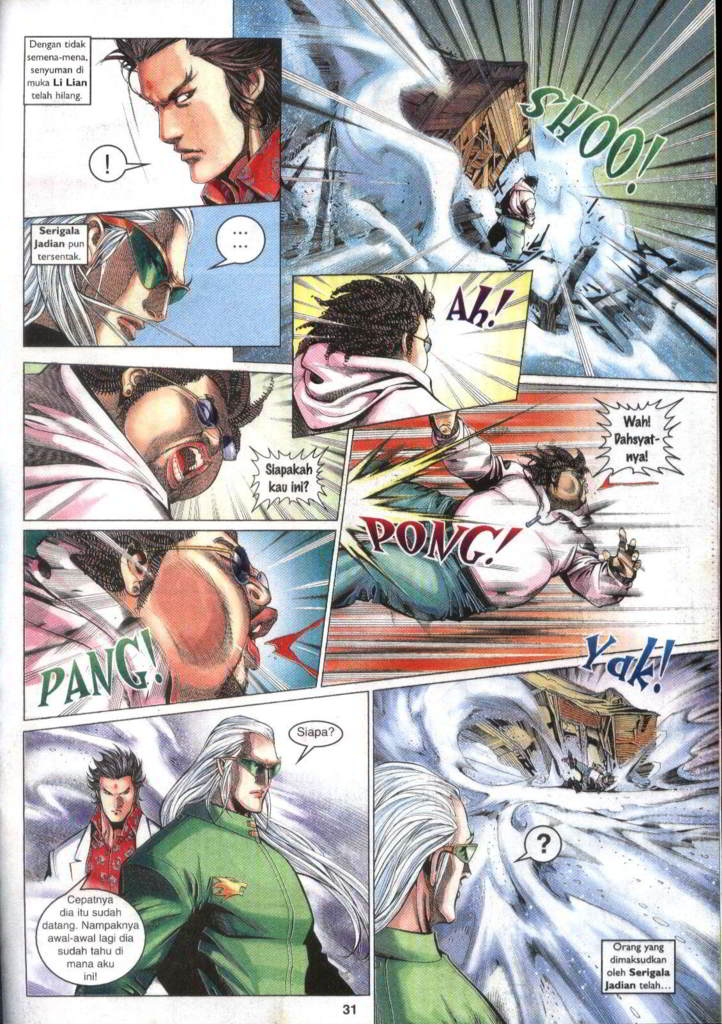 Dengan tidak
semena-mena,
senyuman di
muka Li Lian
telah hilang.
!
SHOO!
Serigala
Jadian pun
tersentak.
...
...
Ah!
Siapakah
kau ini?
Wah!
Dahsyat-
nya!
PONG!
PANG!
Yak!
Siapa?
Cepatnya
dia itu sudah
datang. Nampaknya
awal-awal lagi dia
sudah tahu di
mana aku
ini!
?
Orang yang
dimaksudkan
oleh Serigala
Jadian telah...
31